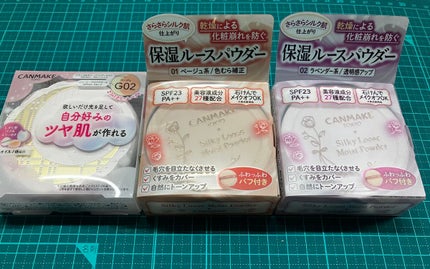 CANMAKE
G02
欲しいだけ光を足して
自分好みの
ツヤ肌が作れる
さらさらシルク肌
仕上がり
乾燥による
化粧崩れを防ぐ
保湿ルースパウダー
01 ベージュ系/色むら補正
SPF23
PA++
美容液成分
27種配合
石けんで
メイクオフOK
CANMAKE
TOKYO
Silky Loose
Moist Powder
毛穴を目立たなくさせる
くすみをカバー
自然にトーンアップ
ふわっふわ
パフ付き
さらさらシルク肌
仕上がり
乾燥による
化粧崩れを防ぐ
保湿ルースパウダー
02 ラベンダー系/透明感アップ
SPF23
PA++
美容液成分
27種配合
石けんで
メイクオフOK
CANMAKE
TOKYO
Silky Loose
Moist Powder
毛穴を目立たなくさせる
くすみをカバー
自然にトーンアップ
ふわっふわ
パフ付き